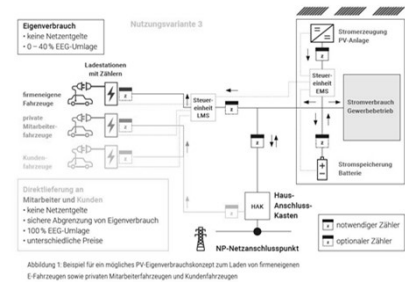 Eigenverbrauch
• keine Netzentgelte
• 0 – 40 % EEG-Umlage
Nutzungsvariante 3
Ladestationen
mit Zählern
firmeneigene
Fahrzeuge
private
Mitarbeiter-
fahrzeuge
Kunden-
fahrzeuge
Steuer-
einheit
LMS
Stromerzeugung
PV-Anlage
Steuer-
einheit
EMS
Stromverbrauch
Gewerbebetrieb
Stromspeicherung
Batterie
Direktlieferung an
Mitarbeiter und Kunden
• keine Netzentgelte
• sichere Abgrenzung von Eigenverbrauch
• 100 % EEG-Umlage
• unterschiedliche Preise
HAK
Haus-
Anschluss-
Kasten
NP-Netzanschlusspunkt
notwendiger Zähler
optionaler Zähler
Abbildung 1: Beispiel für ein mögliches PV-Eigenverbrauchskonzept zum Laden von firmeneigenen
E-Fahrzeugen sowie privaten Mitarbeiterfahrzeugen und Kundenfahrzeugen